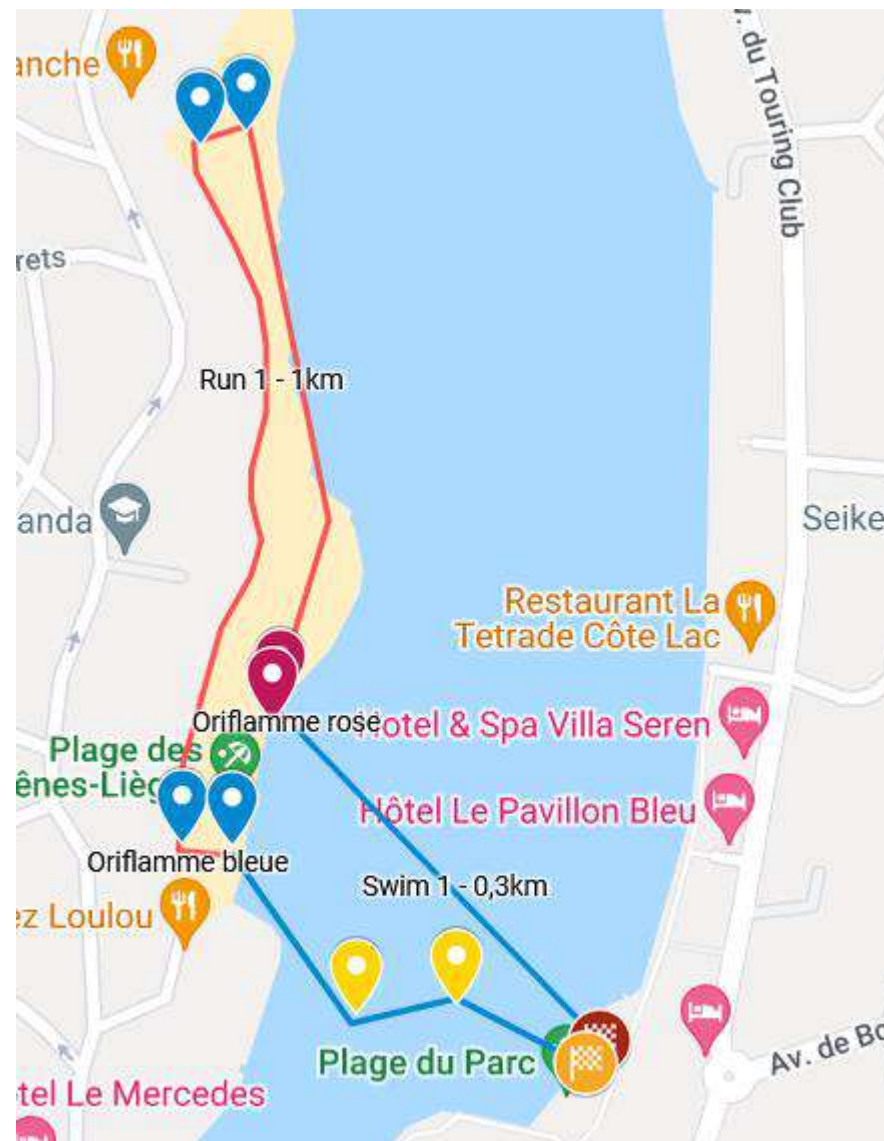 anche
Av. du Touring Club
rets
Run 1 - 1km
anda
Seike
Restaurant La
Tetrade Côte Lac
Oriflamme rose
Hotel & Spa Villa Seren
Plage des
ênes-Lièg
Hôtel Le Pavillon Bleu
Oriflamme bleue
Swim 1 - 0,3km
ez Loulou
Plage du Parc
Av. de Bo
tel Le Mercedes